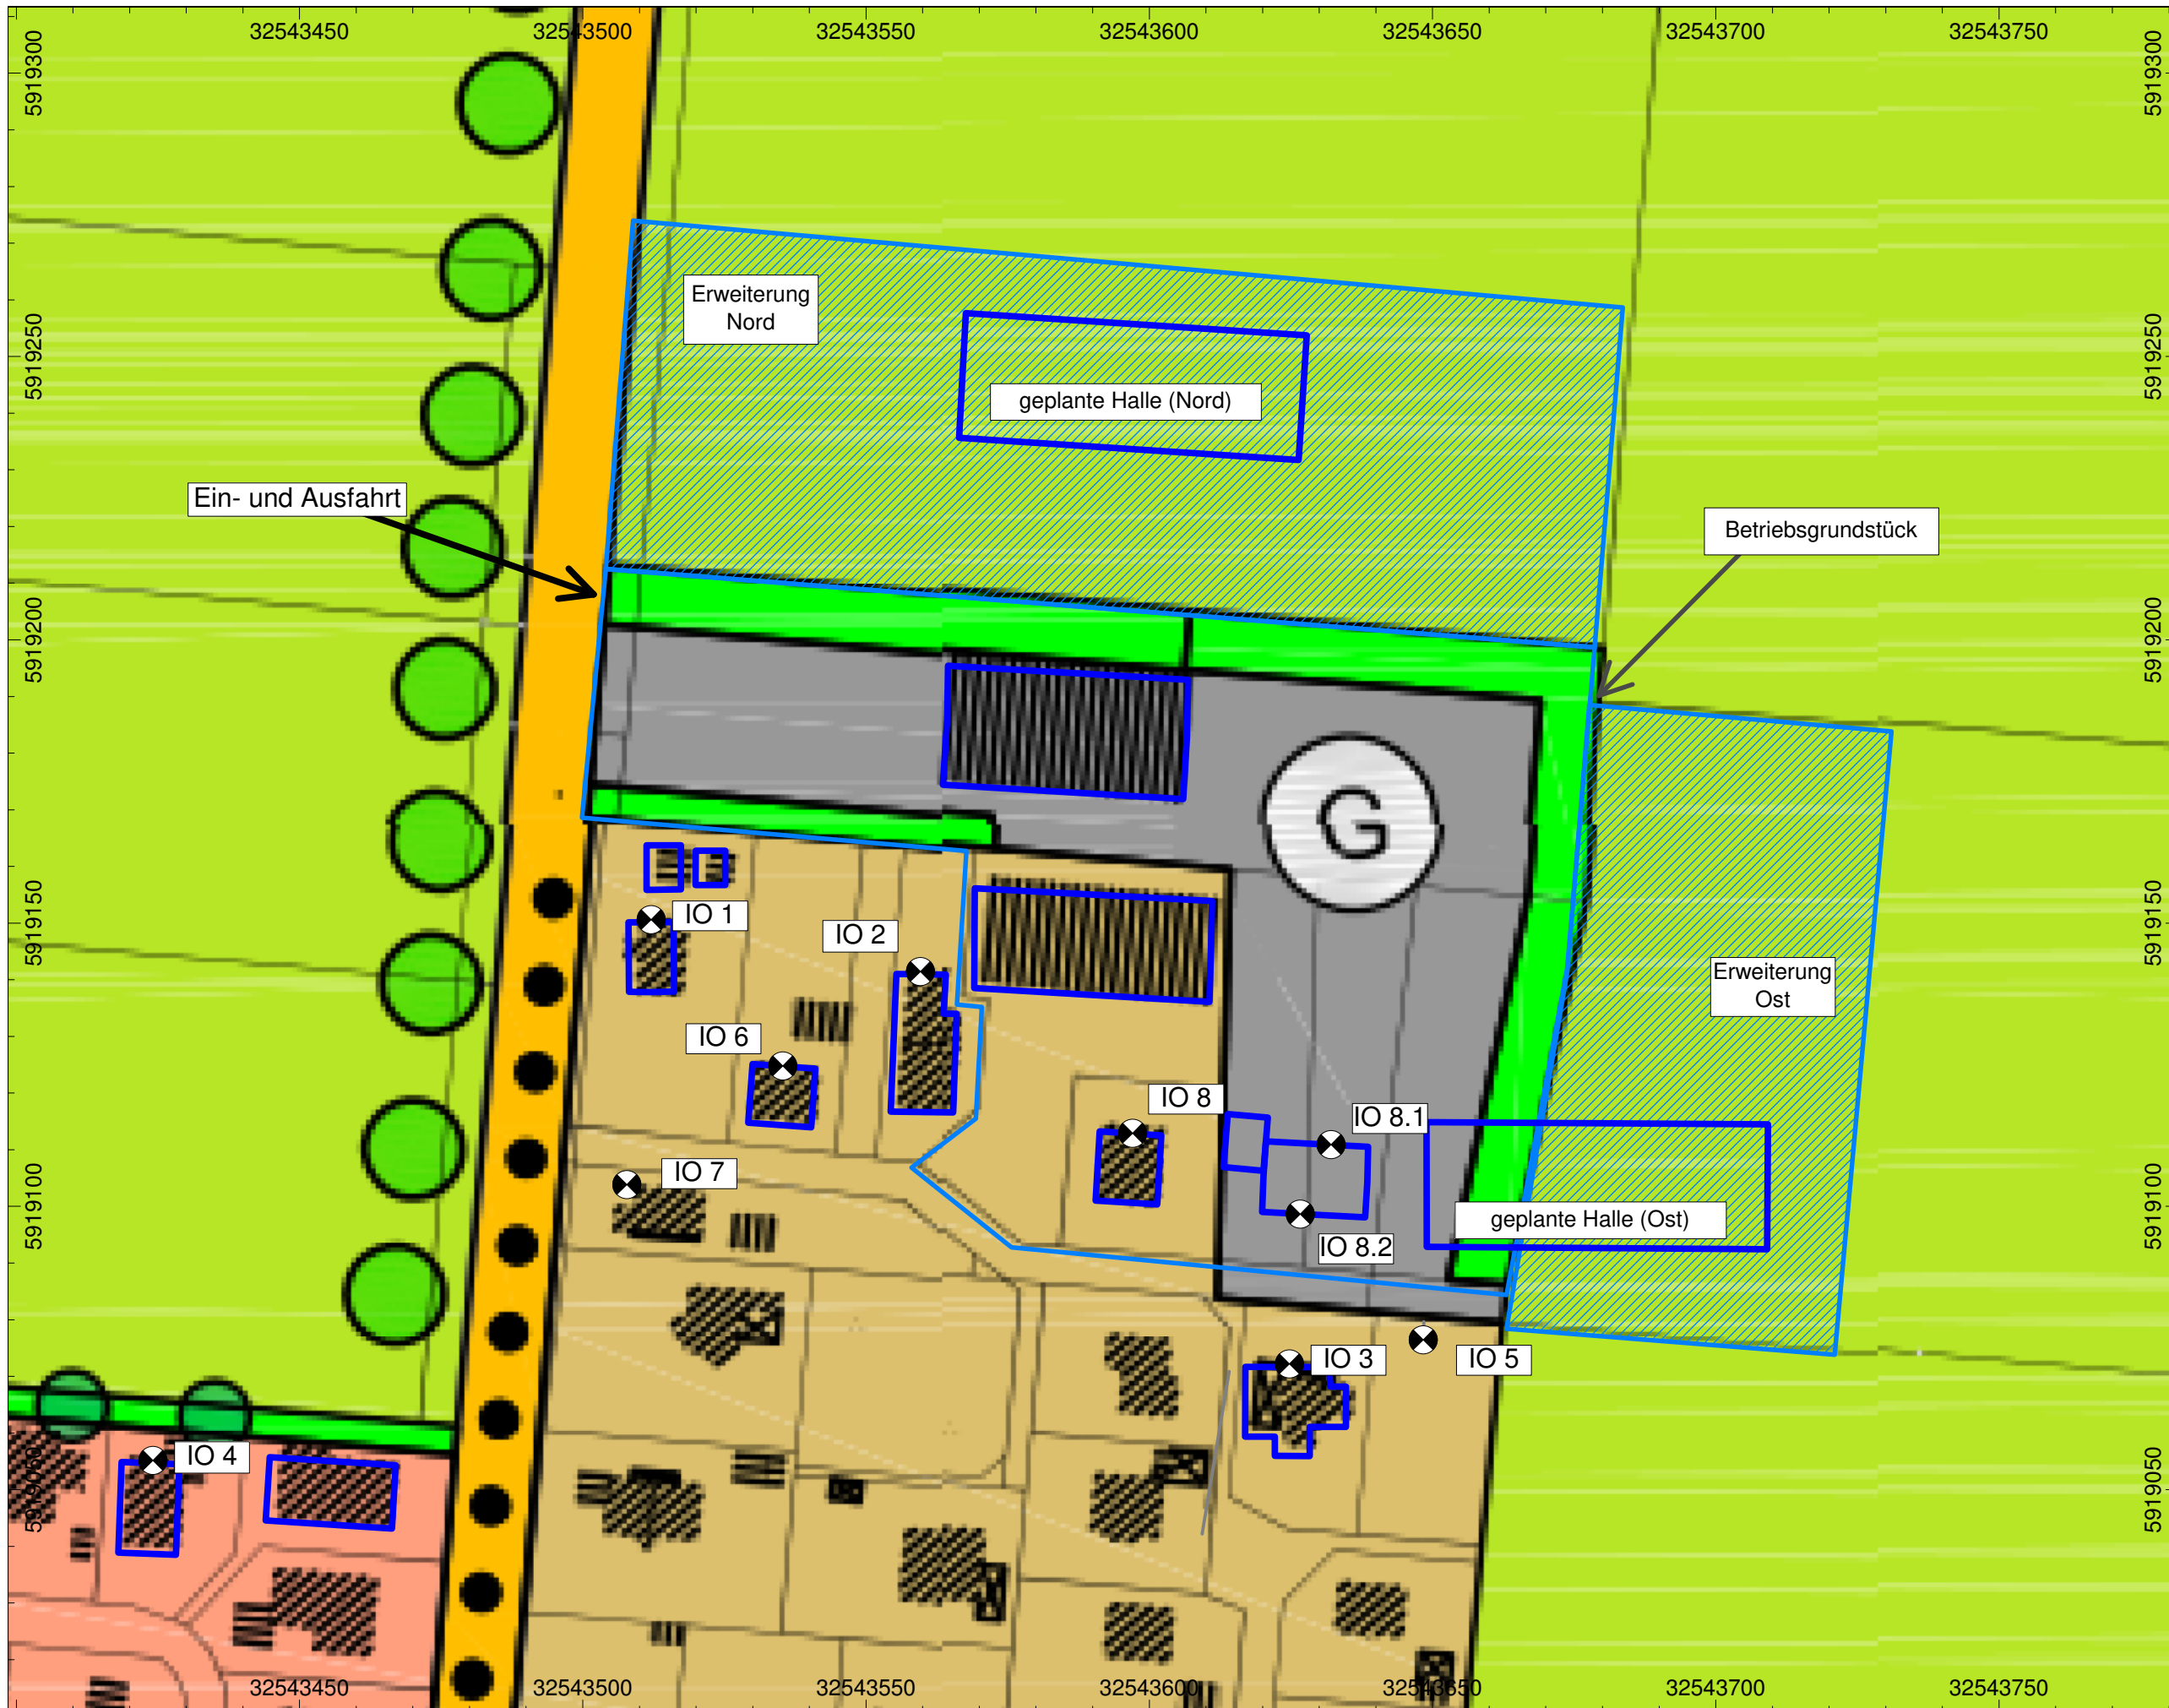 32543450
32543500
32543550
32543600
32543650
32543700
32543750
5919300
5919300
Erweiterung
Nord
5919250
5919250
geplante Halle (Nord)
Ein- und Ausfahrt
Betriebsgrundstück
5919200
5919200
G
IO 1
IO 2
5919150
5919150
Erweiterung
Ost
IO 6
IO 8
IO 8.1
IO 7
5919100
5919100
geplante Halle (Ost)
IO 8.2
IO 3
IO 5
IO 4
5919050
5919050
32543450
32543500
32543550
32543600
32543650
32543700
32543750